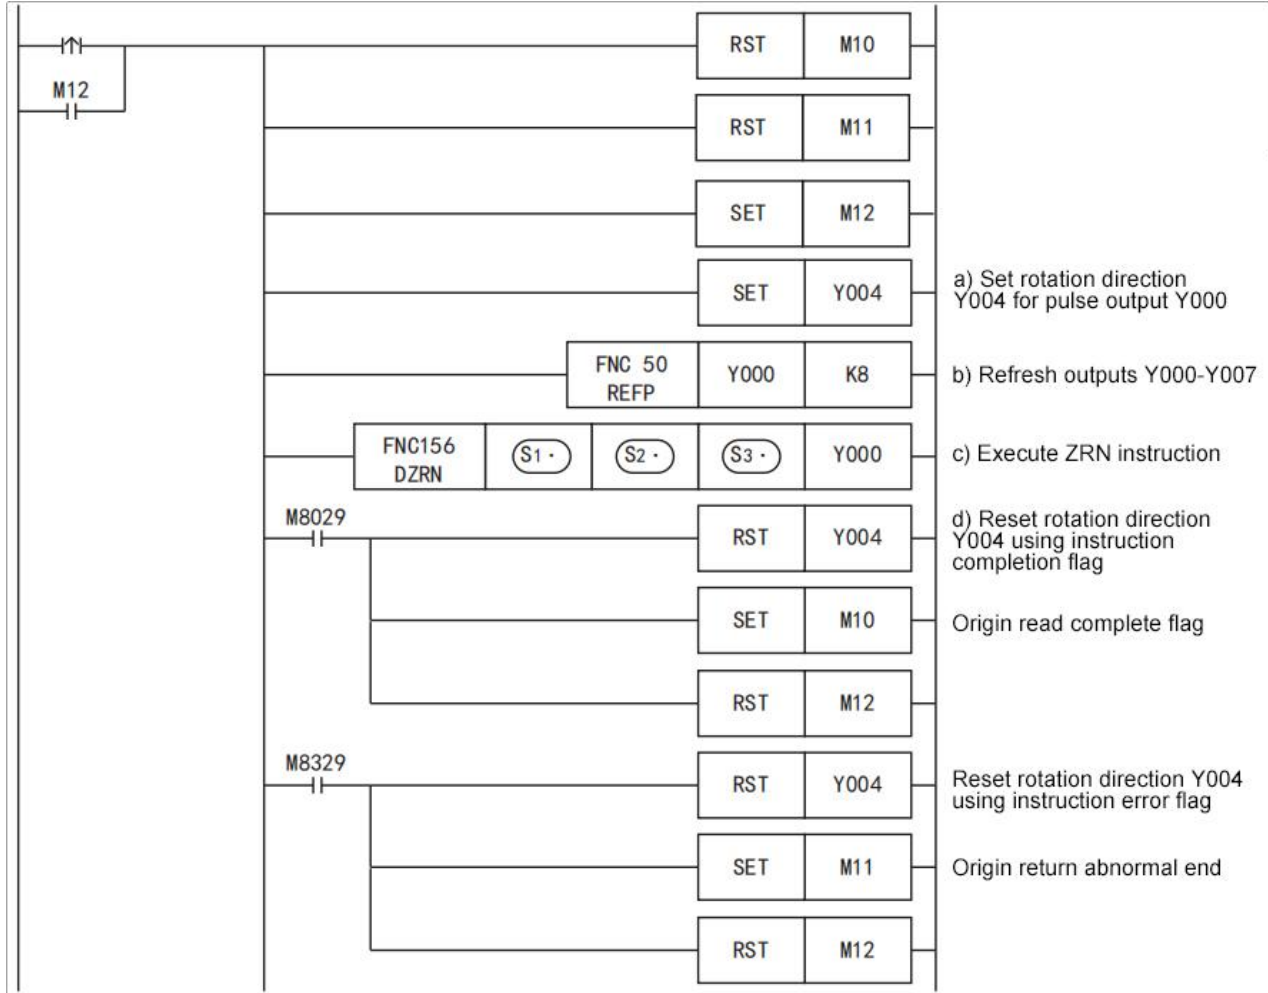 RST M10
M12
RST M11
SET M12
SET Y004
a) Set rotation direction
Y004 for pulse output Y000
FNC 50
REFP
Y000 K8
b) Refresh outputs Y000-Y007
FNC156
DZRN
S1· S2· S3· Y000
c) Execute ZRN instruction
M8029
RST Y004
d) Reset rotation direction
Y004 using instruction
completion flag
SET M10
Origin read complete flag
RST M12
M8329
RST Y004
Reset rotation direction Y004
using instruction error flag
SET M11
Origin return abnormal end
RST M12